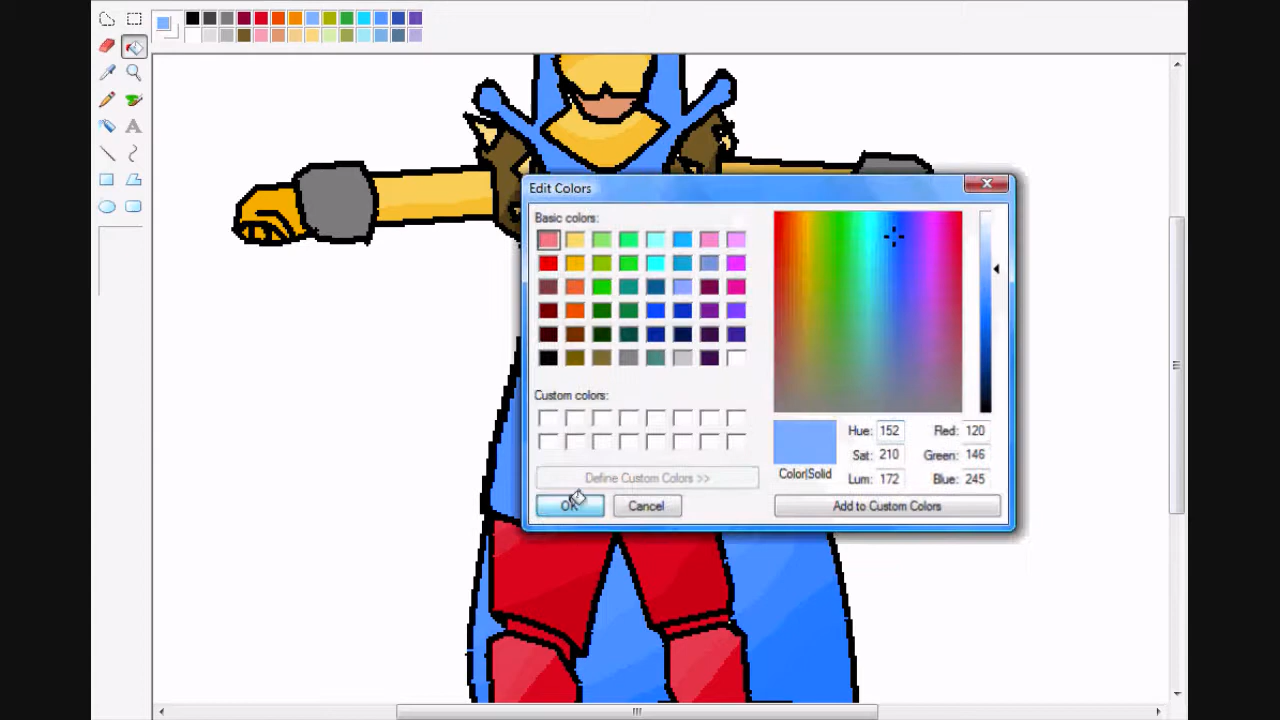 A
Edit Colors
Basic colors:
Custom colors:
Define Custom Colors >>
OK
Cancel
Color|Solid
Hue: 152
Sat: 210
Lum: 172
Red: 120
Green: 146
Blue: 245
Add to Custom Colors